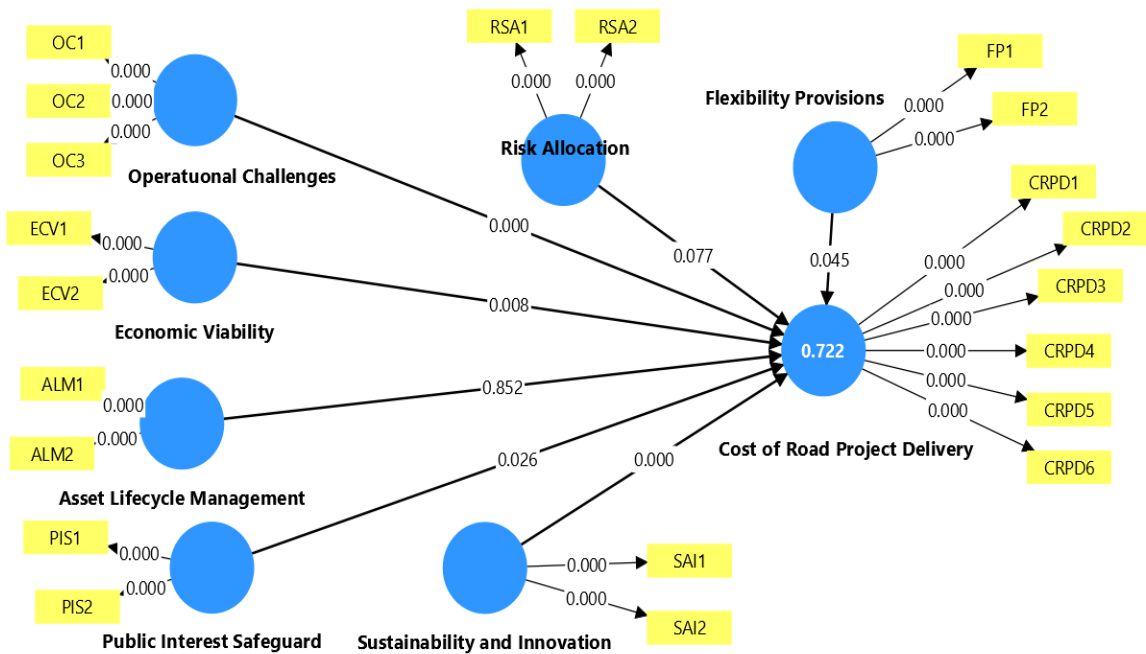 OC1
0.000
OC2
0.000
0.000
OC3
Operatuonal Challenges
RSA1
RSA2
0.000
0.000
Risk Allocation
FP1
Flexibility Provisions
0.000
FP2
0.000
ECV1
0.000
ECV2
0.000
Economic Viability
0.000
0.077
0.045
0.008
CRPD1
0.000
CRPD2
0.000
CRPD3
0.000
0.722
0.000
CRPD4
0.000
CRPD5
0.000
CRPD6
Cost of Road Project Delivery
ALM1
0.000
ALM2
0.000
0.852
Asset Lifecycle Management
0.026
0.000
PIS1
0.000
PIS2
0.000
Public Interest Safeguard
0.000
SAI1
0.000
SAI2
Sustainability and Innovation